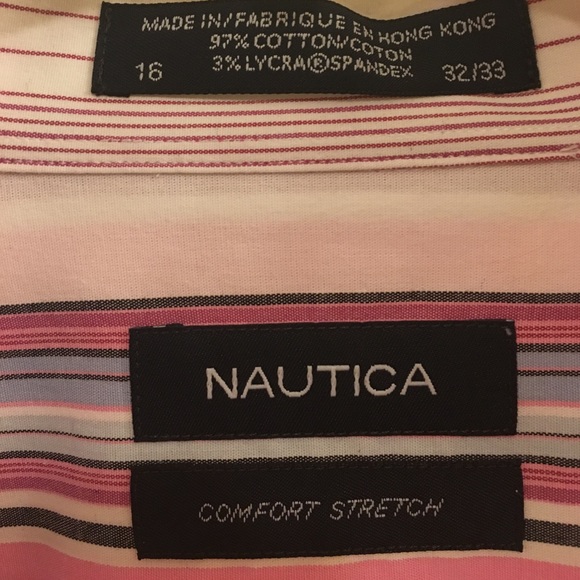 MADE IN/FABRIQUE EN HONG KONG
97% COTTON/COTON
16 3% LYCRA®SPANDEX 32/33
NAUTICA
COMFORT STRETCH